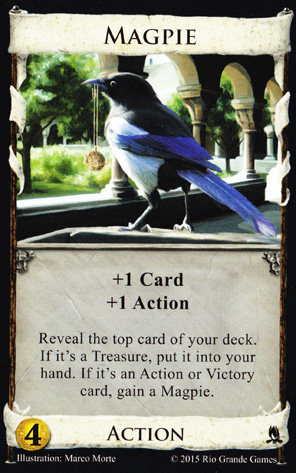 MAGPIE
+1 Card
+1 Action
Reveal the top card of your deck.
If it's a Treasure, put it into your
hand. If it's an Action or Victory
card, gain a Magpie.
4
ACTION
Illustration: Marco Morte
© 2015 Rio Grande Games